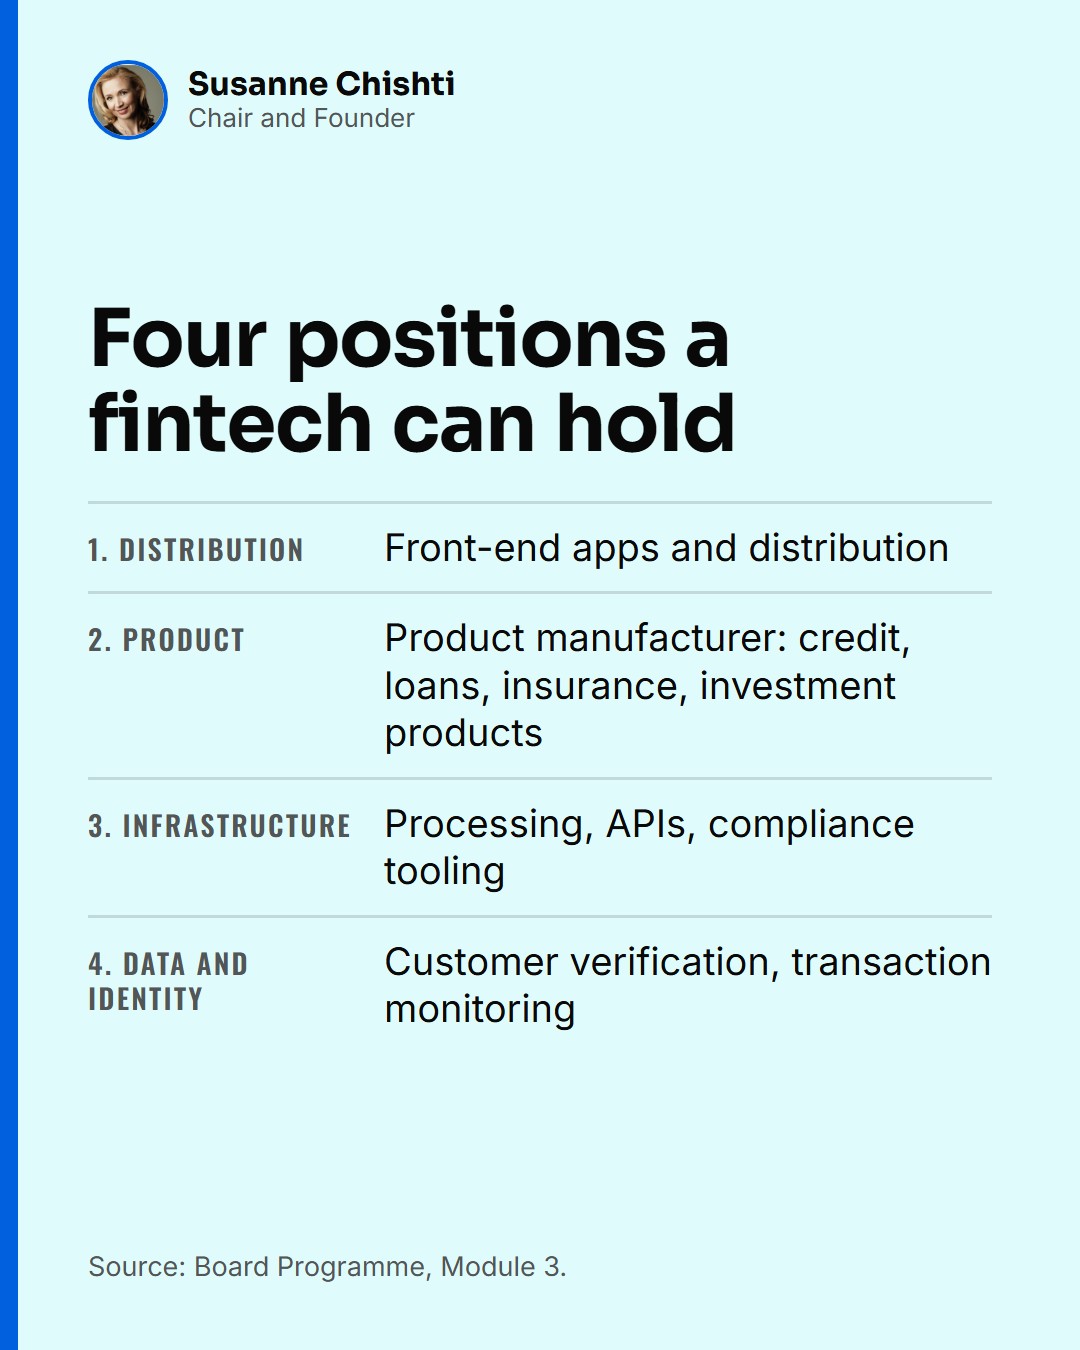 Susanne Chishti
Chair and Founder
Four positions a
fintech can hold
1. DISTRIBUTION
Front-end apps and distribution
2. PRODUCT
Product manufacturer: credit,
loans, insurance, investment
products
3. INFRASTRUCTURE
Processing, APIs, compliance
tooling
4. DATA AND
IDENTITY
Customer verification, transaction
monitoring
Source: Board Programme, Module 3.